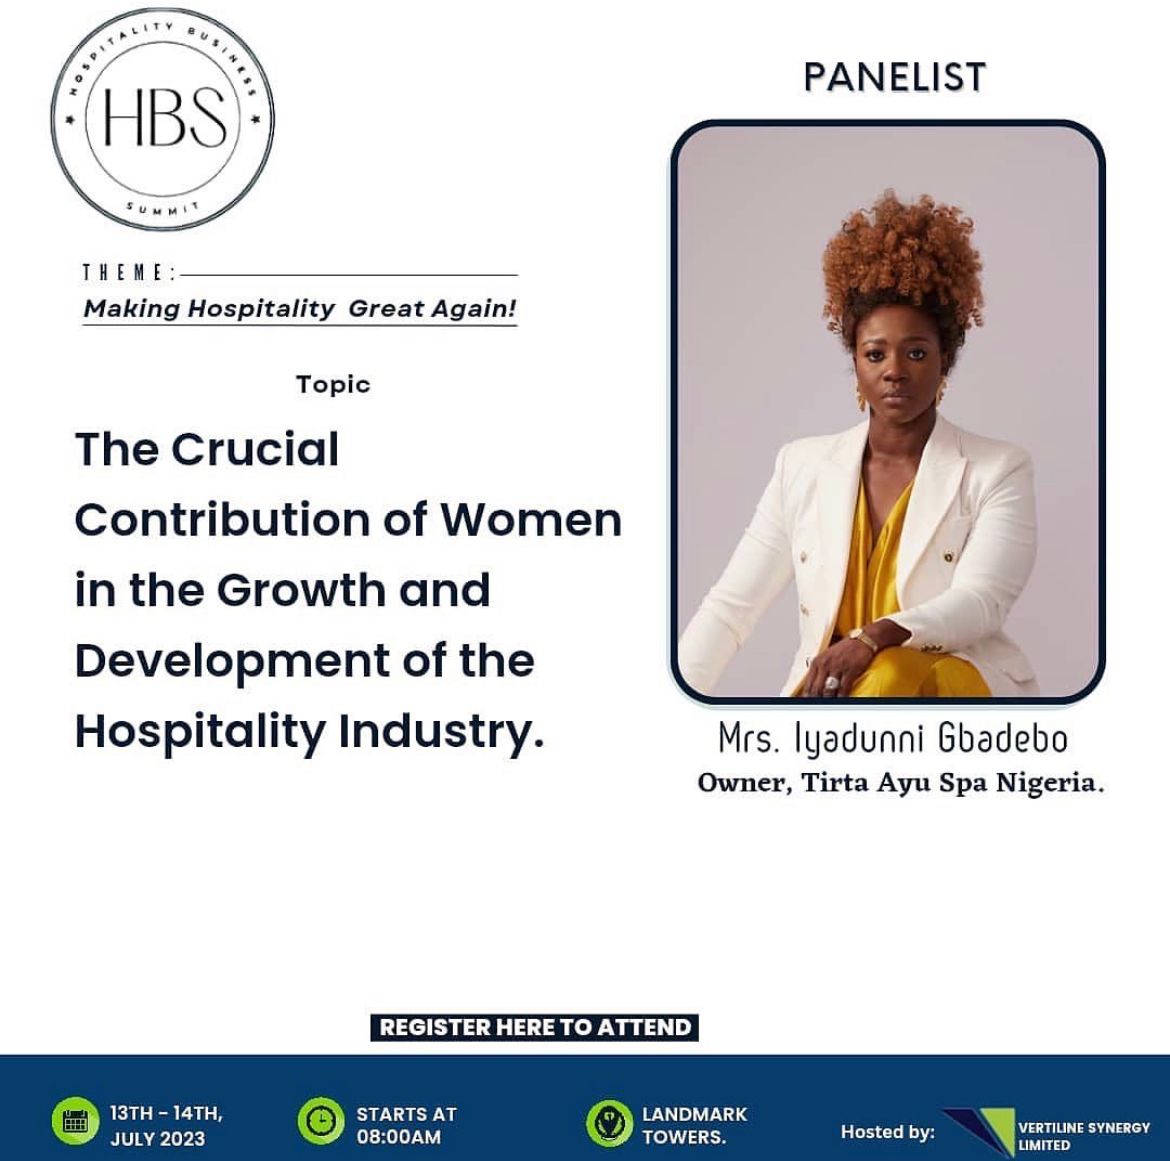 HOSPITALITY BUSINESS
HBS
SUMMIT
THEME:
Making Hospitality Great Again!
Topic
The Crucial
Contribution of Women
in the Growth and
Development of the
Hospitality Industry.
PANELIST
Mrs. Iyadunni Gbadebo
Owner, Tirta Ayu Spa Nigeria.
REGISTER HERE TO ATTEND
13TH - 14TH,
JULY 2023
STARTS AT
08:00AM
LANDMARK
TOWERS.
Hosted by:
VERTILINE SYNERGY
LIMITED